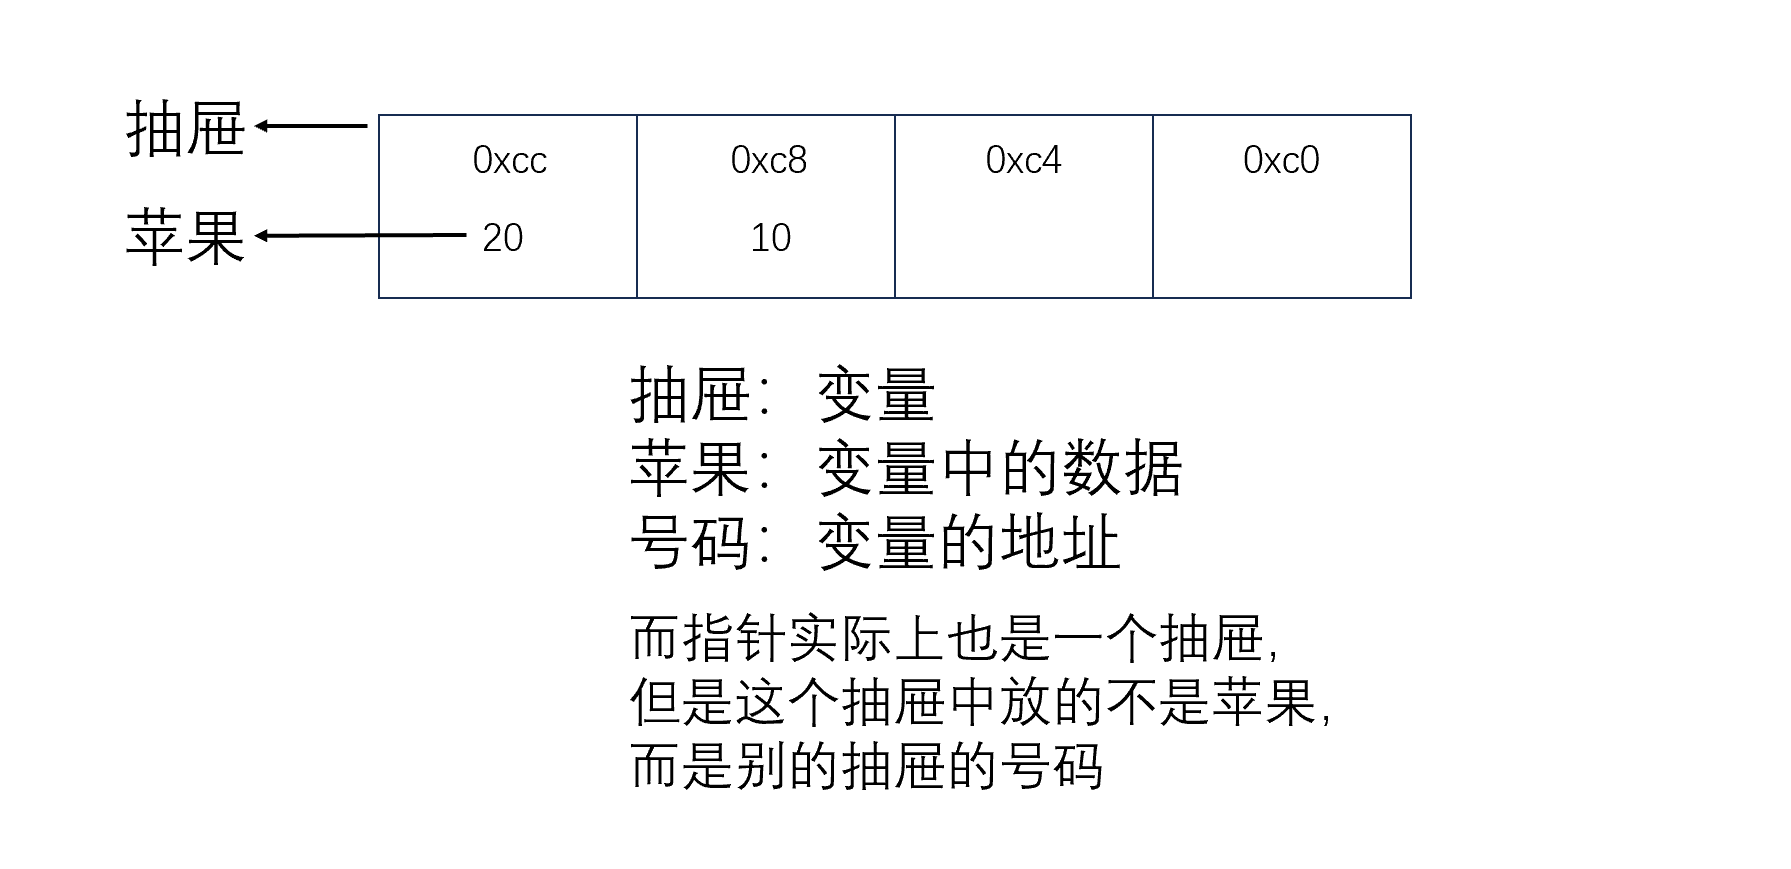 抽屉
0xcc 0xc8 0xc4 0xc0
苹果
20 10
抽屉: 变量
苹果: 变量中的数据
号码: 变量的地址
而指针实际上也是一个抽屉,
但是这个抽屉中放的不是苹果,
而是别的抽屉的号码